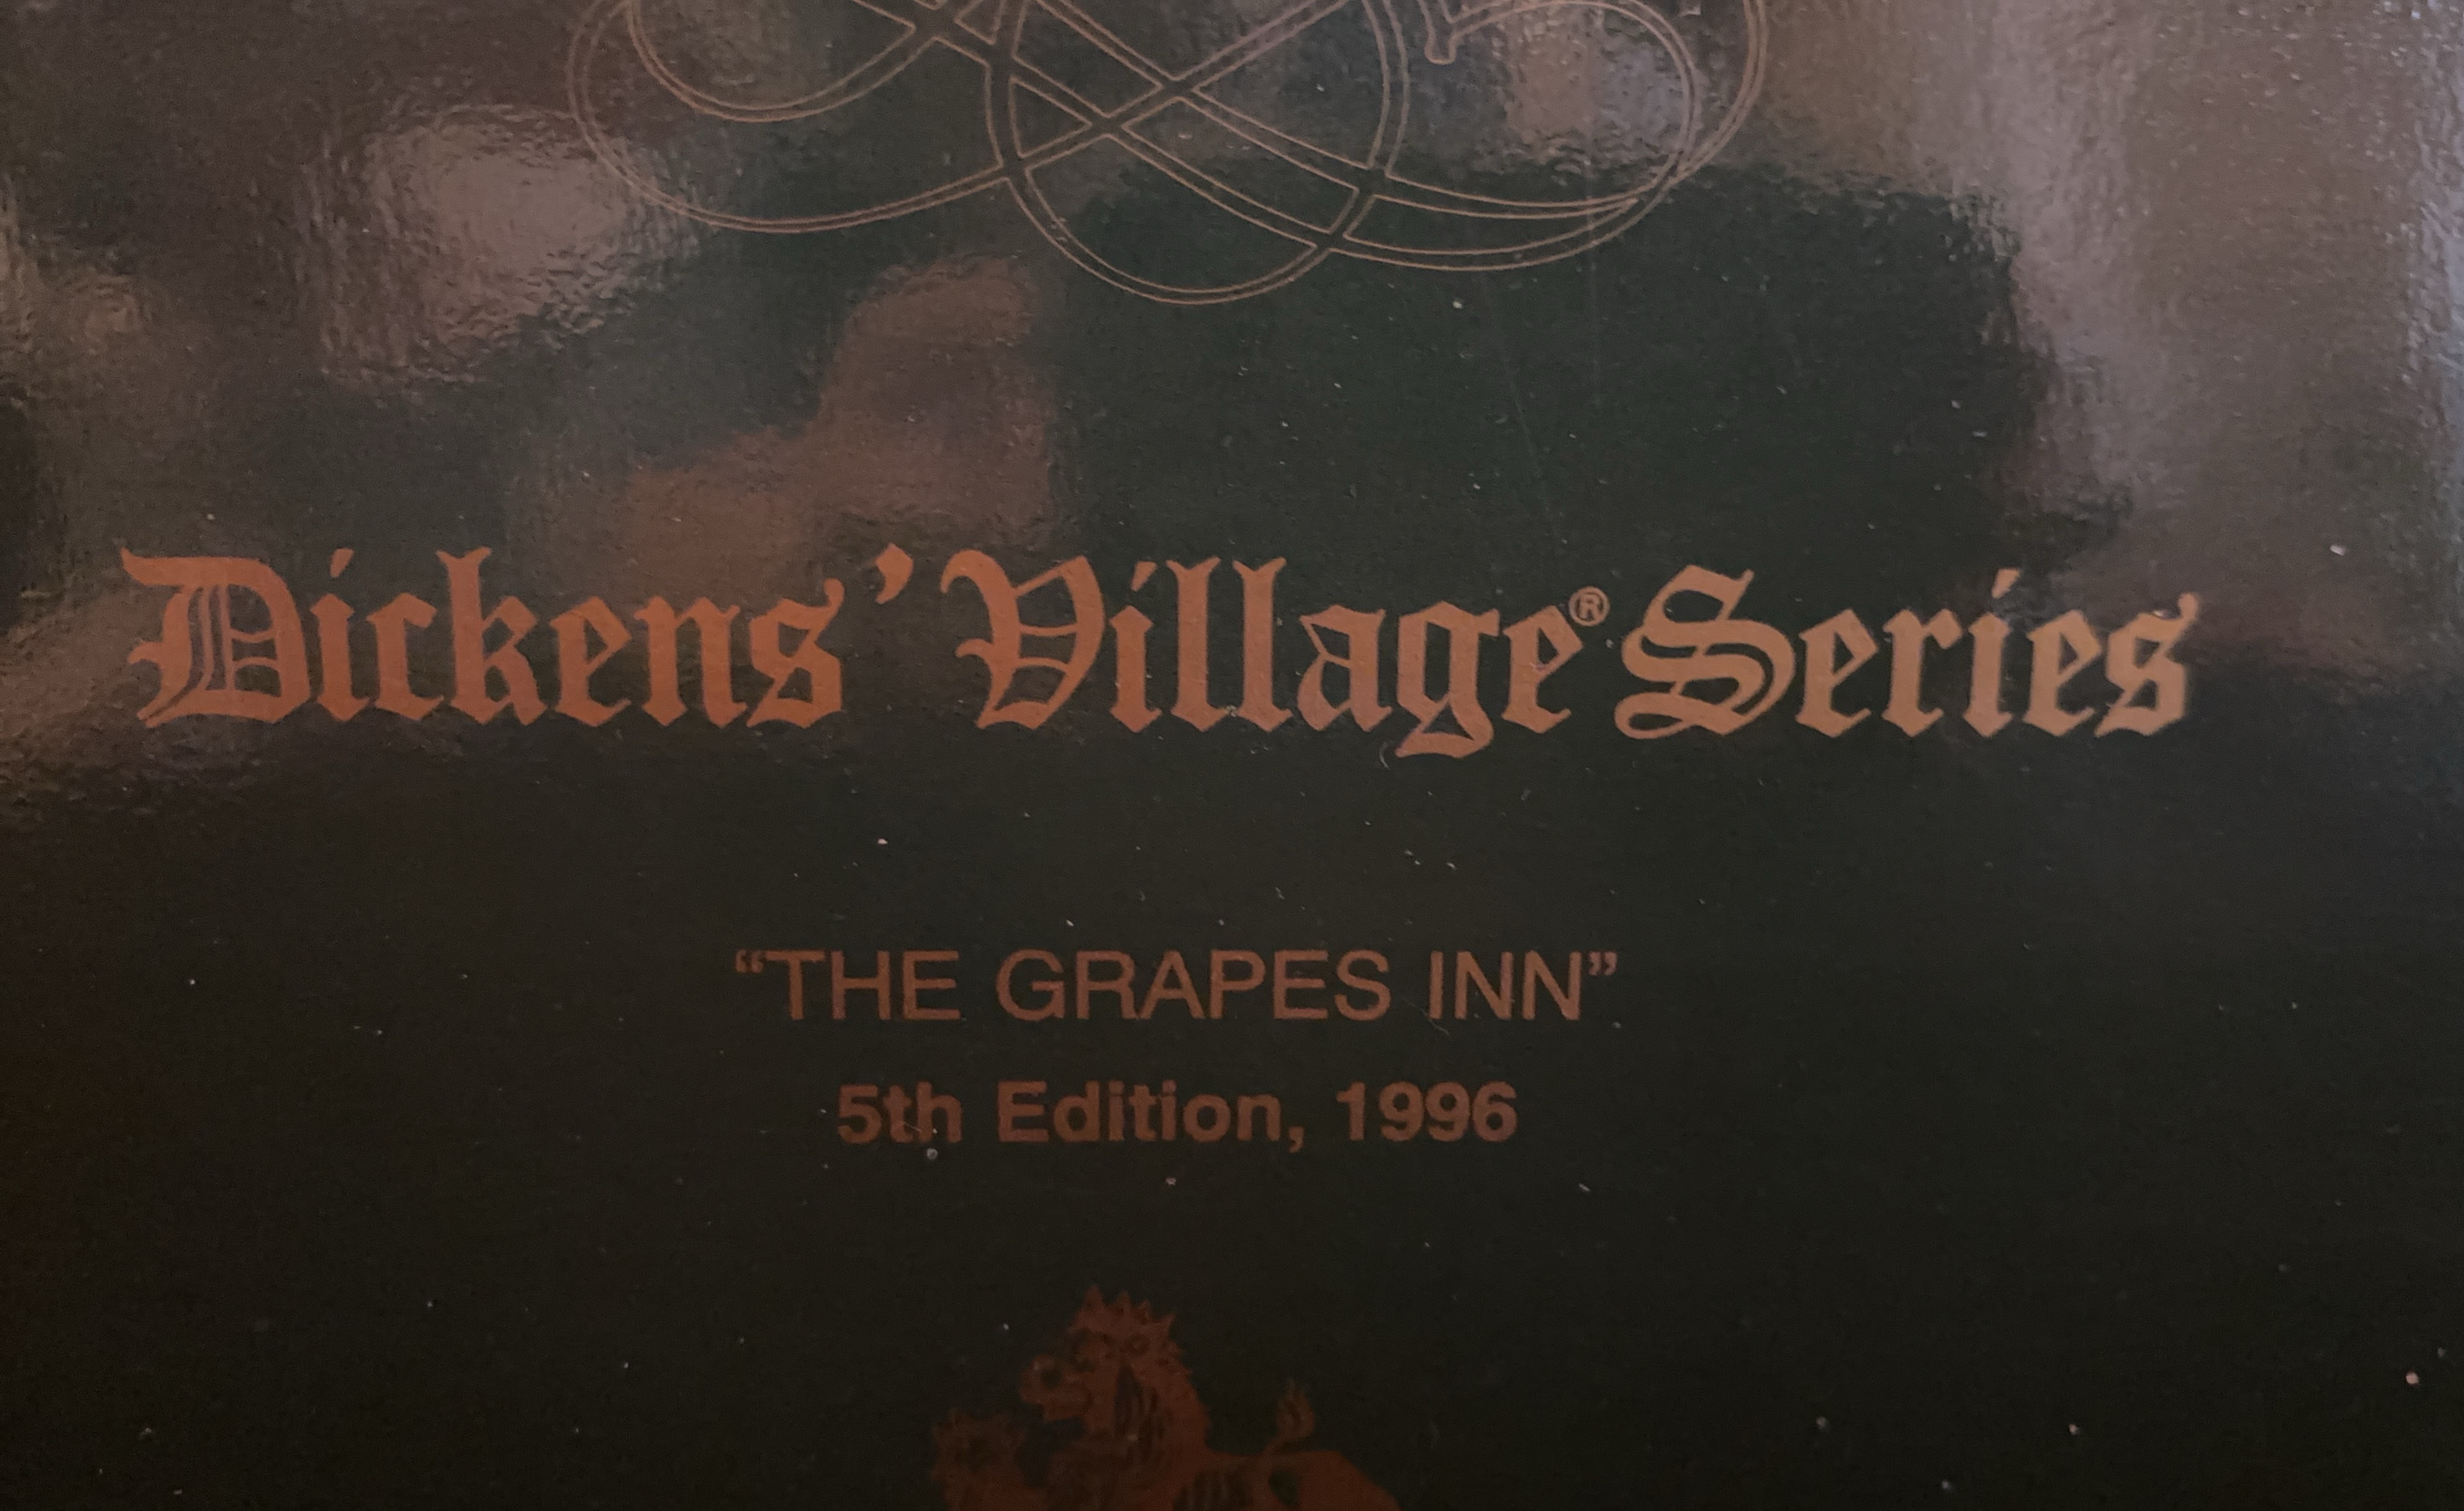 Dickens' Village® Series
“THE GRAPES INN”
5th Edition, 1996